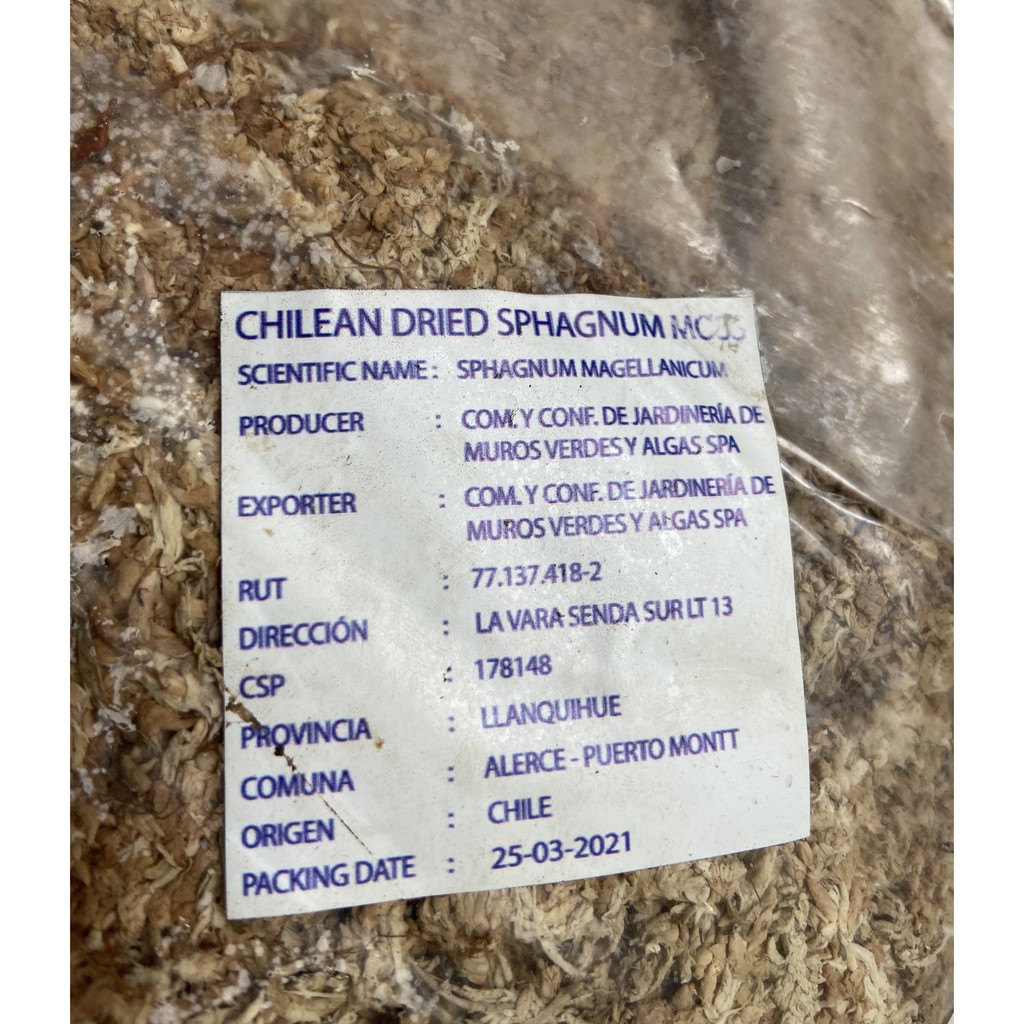 CHILEAN DRIED SPHAGNUM MOSS
SCIENTIFIC NAME : SPHAGNUM MAGELLANICUM
PRODUCER : COM. Y CONF. DE JARDINERÍA DE
MUROS VERDES Y ALGAS SPA
EXPORTER : COM. Y CONF. DE JARDINERÍA DE
MUROS VERDES Y ALGAS SPA
RUT : 77.137.418-2
DIRECCIÓN : LA VARA SENDA SUR LT 13
CSP : 178148
PROVINCIA : LLANQUIHUE
COMUNA : ALERCE - PUERTO MONTT
ORIGEN : CHILE
PACKING DATE : 25-03-2021